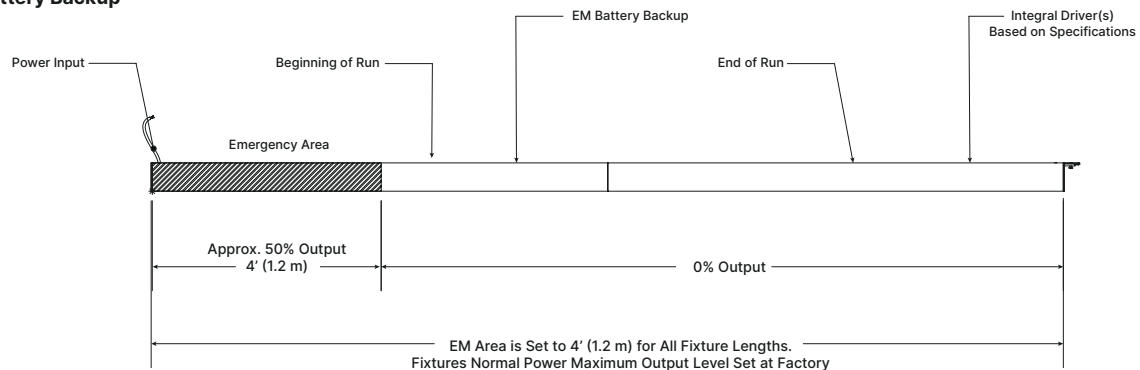 Battery Backup
EM Battery Backup
Integral Driver(s)
Based on Specifications
Power Input
Beginning of Run
End of Run
Emergency Area
Approx. 50% Output
4' (1.2 m)
0% Output
EM Area is Set to 4' (1.2 m) for All Fixture Lengths.
Fixtures Normal Power Maximum Output Level Set at Factory